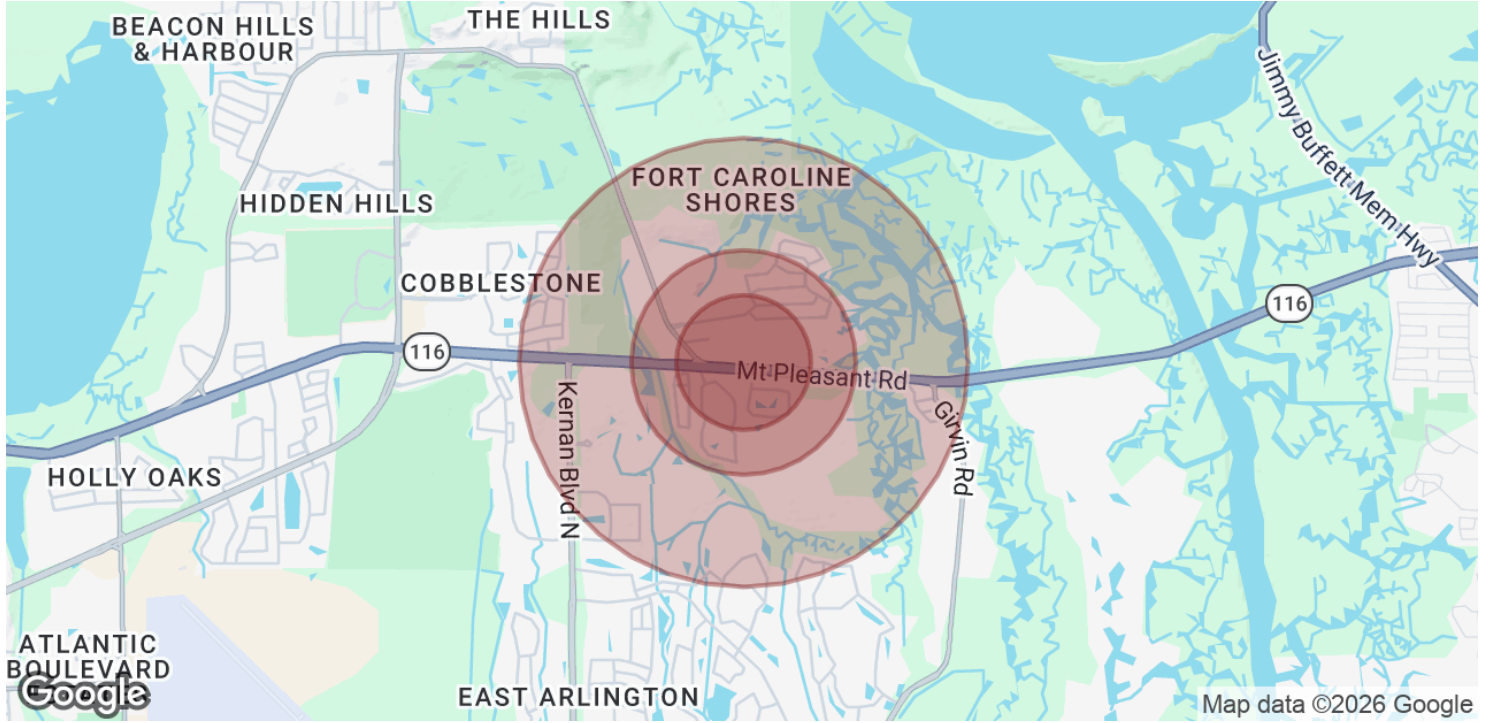 BEACON HILLS
& HARBOUR
THE HILLS
Jimmy Buffett Mem Hwy
FORT CAROLINE
SHORES
HIDDEN HILLS
COBBLESTONE
116
116
Mt Pleasant Rd
Kernan Blvd N
Girvin Rd
HOLLY OAKS
ATLANTIC
BOULEVARD
EAST ARLINGTON
Google
Map data ©2026 Google